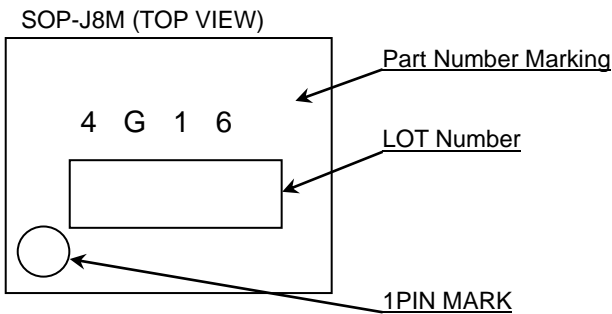 SOP-J8M (TOP VIEW)
Part Number Marking
4 G 1 6
LOT Number
1PIN MARK